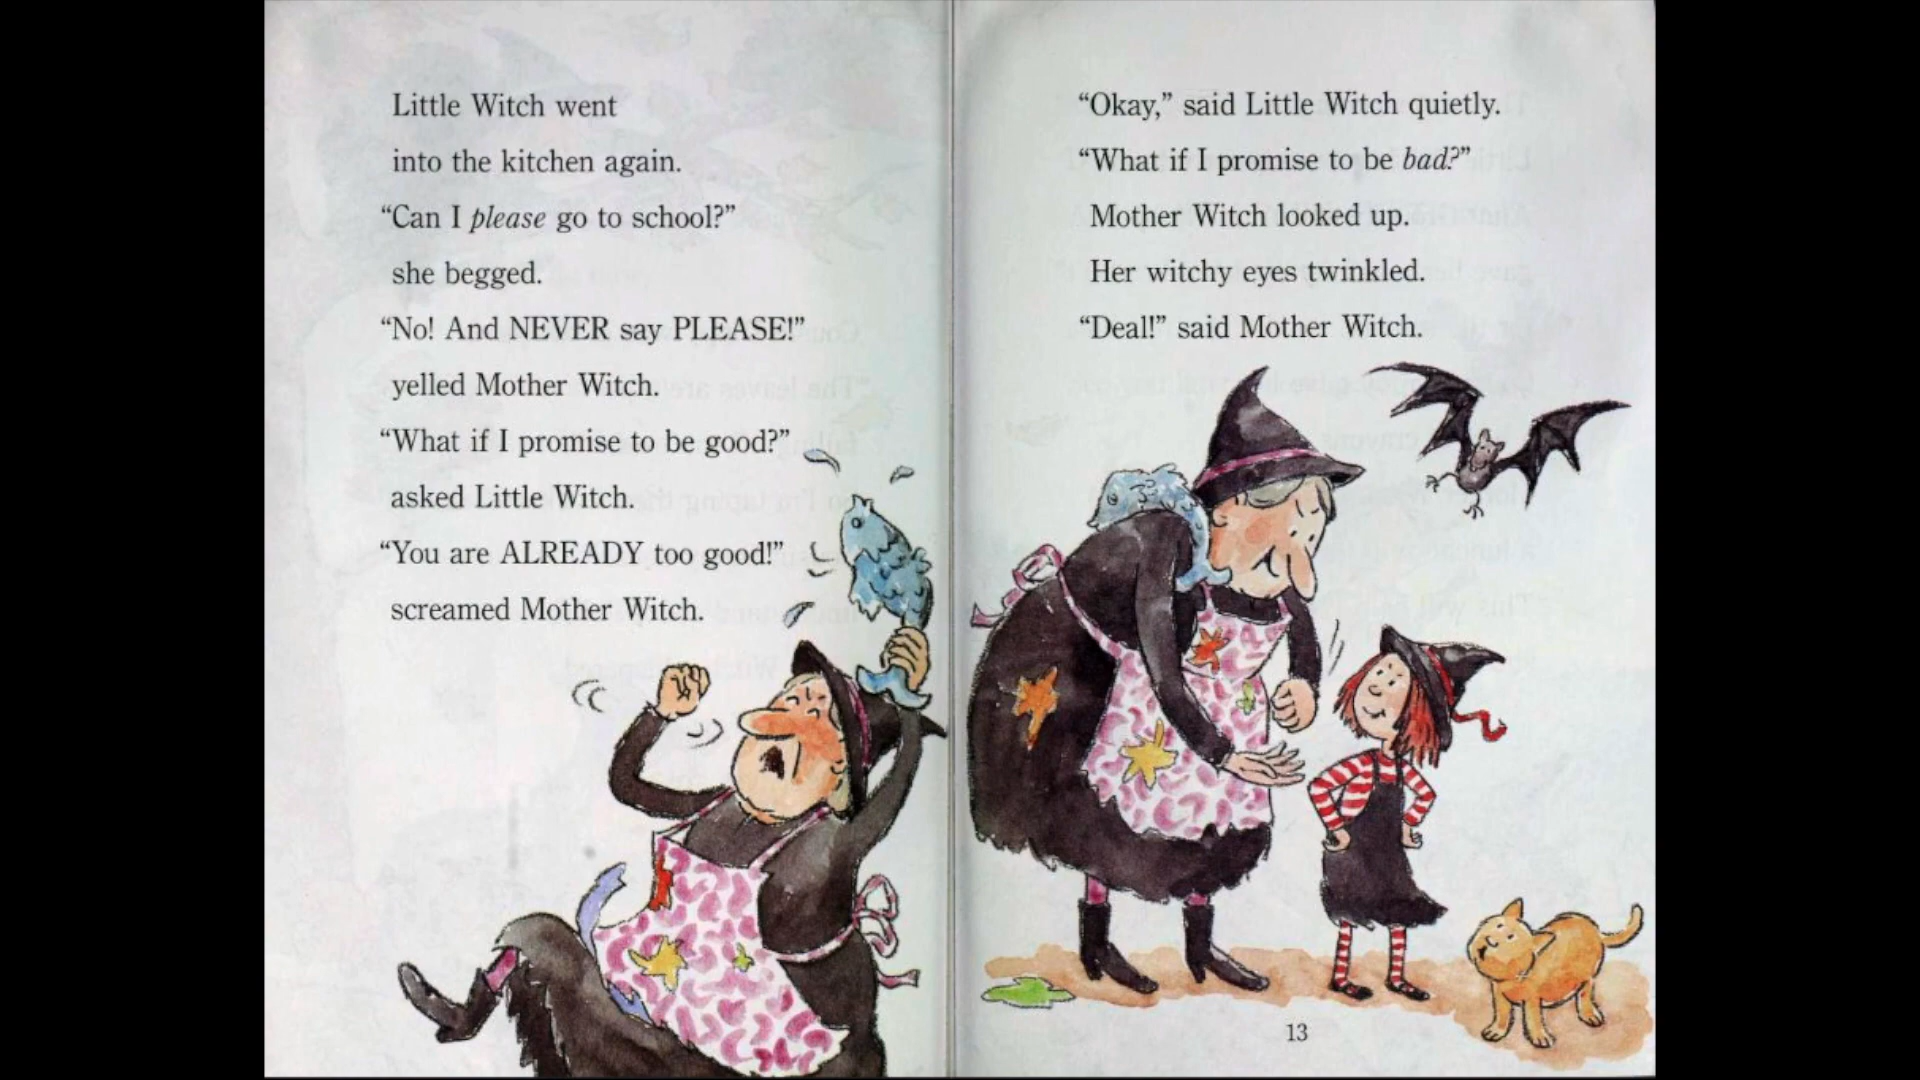 Little Witch went
into the kitchen again.
“Can I please go to school?”
she begged.
“No! And NEVER say PLEASE!”
yelled Mother Witch.
“What if I promise to be good?”
asked Little Witch.
“You are ALREADY too good!”
screamed Mother Witch.
“Okay,” said Little Witch quietly.
“What if I promise to be bad?”
Mother Witch looked up.
Her witchy eyes twinkled.
“Deal!” said Mother Witch.
13